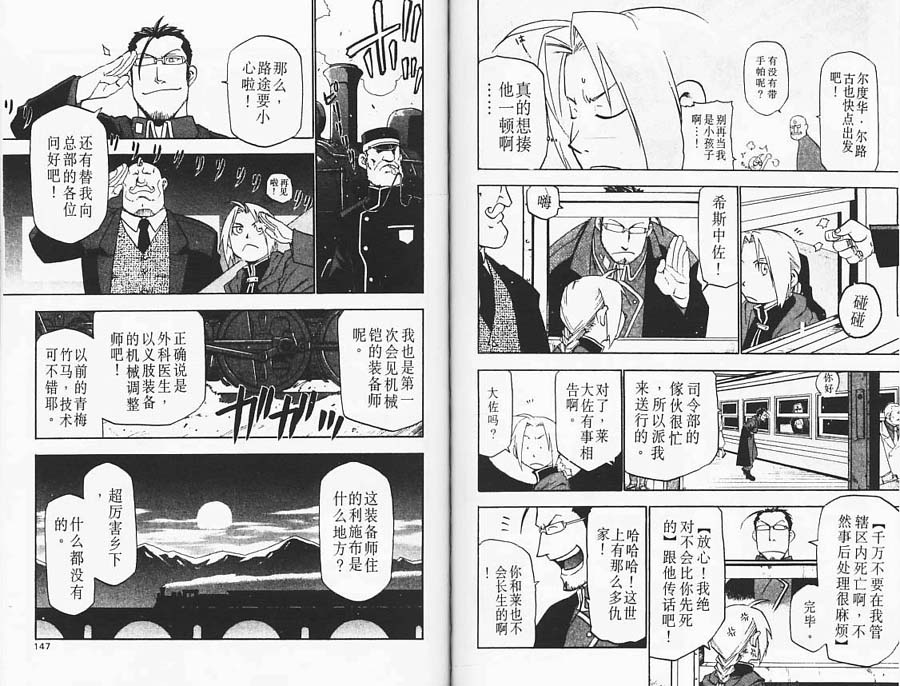 尔度华·尔路
古也快点出发
吧！
有没有带
手帕呢？
别再当我
是小孩子
啊…！
真的想揍
他一顿啊
……
碰碰
希斯中佐！
嗨
你好
司令部的
傢伙很忙
，所以派我
来送行的。
对了，莱
大佐有事相
告啊。
大佐吗？
【千万不要在我管
辖区内死亡啊，不
然事后处理很麻烦】
完毕。
【放心！我绝
对不会比你先死
的】跟他传话吧！
哈哈哈！这世
上有那么多仇
家！
你和莱也不
会长生的啊
那么，
路途要小
心啦！
还有替我向
总部的各位
问好吧！
再见
啦！
我也是第一
次会见机械
铠的装备师
呢。
正确说是
外科医生，
以义肢装备
的机械调整
师吧！
以前的青梅
竹马，技术
可不错耶。
ガタンゴ
这装备师住
的利施布是
什么地方？
超厉害乡下
，
什么都没有
的。
147